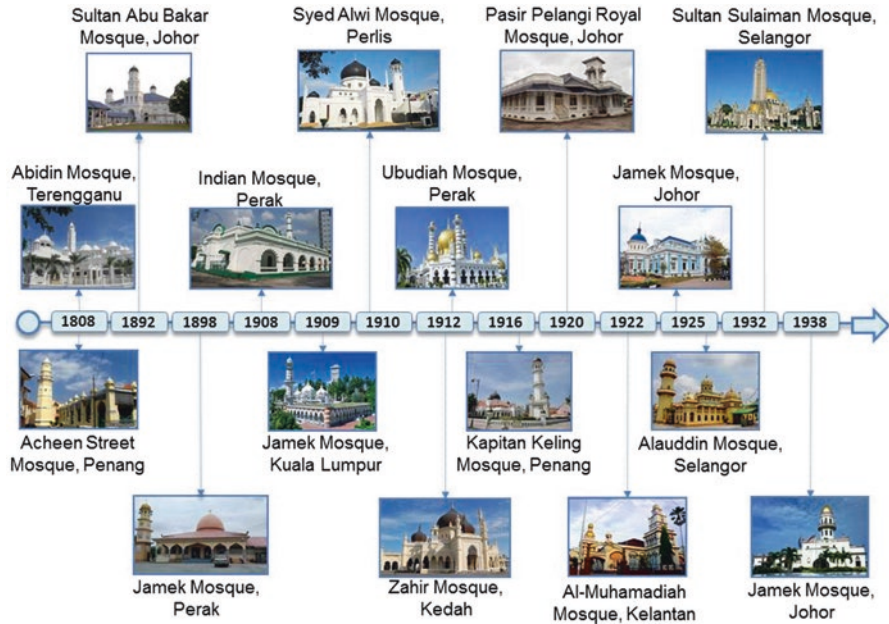 Sultan Abu Bakar
Mosque, Johor
Syed Alwi Mosque,
Perlis
Pasir Pelangi Royal
Mosque, Johor
Sultan Sulaiman Mosque,
Selangor
Abidin Mosque,
Terengganu
Indian Mosque,
Perak
Ubudiah Mosque,
Perak
Jamek Mosque,
Johor
1808
1892
1898
1908
1909
1910
1912
1916
1920
1922
1925
1932
1938
Acheen Street
Mosque, Penang
Jamek Mosque,
Kuala Lumpur
Kapitan Keling
Mosque, Penang
Alauddin Mosque,
Selangor
Jamek Mosque,
Perak
Zahir Mosque,
Kedah
Al-Muhamadiah
Mosque, Kelantan
Jamek Mosque,
Johor